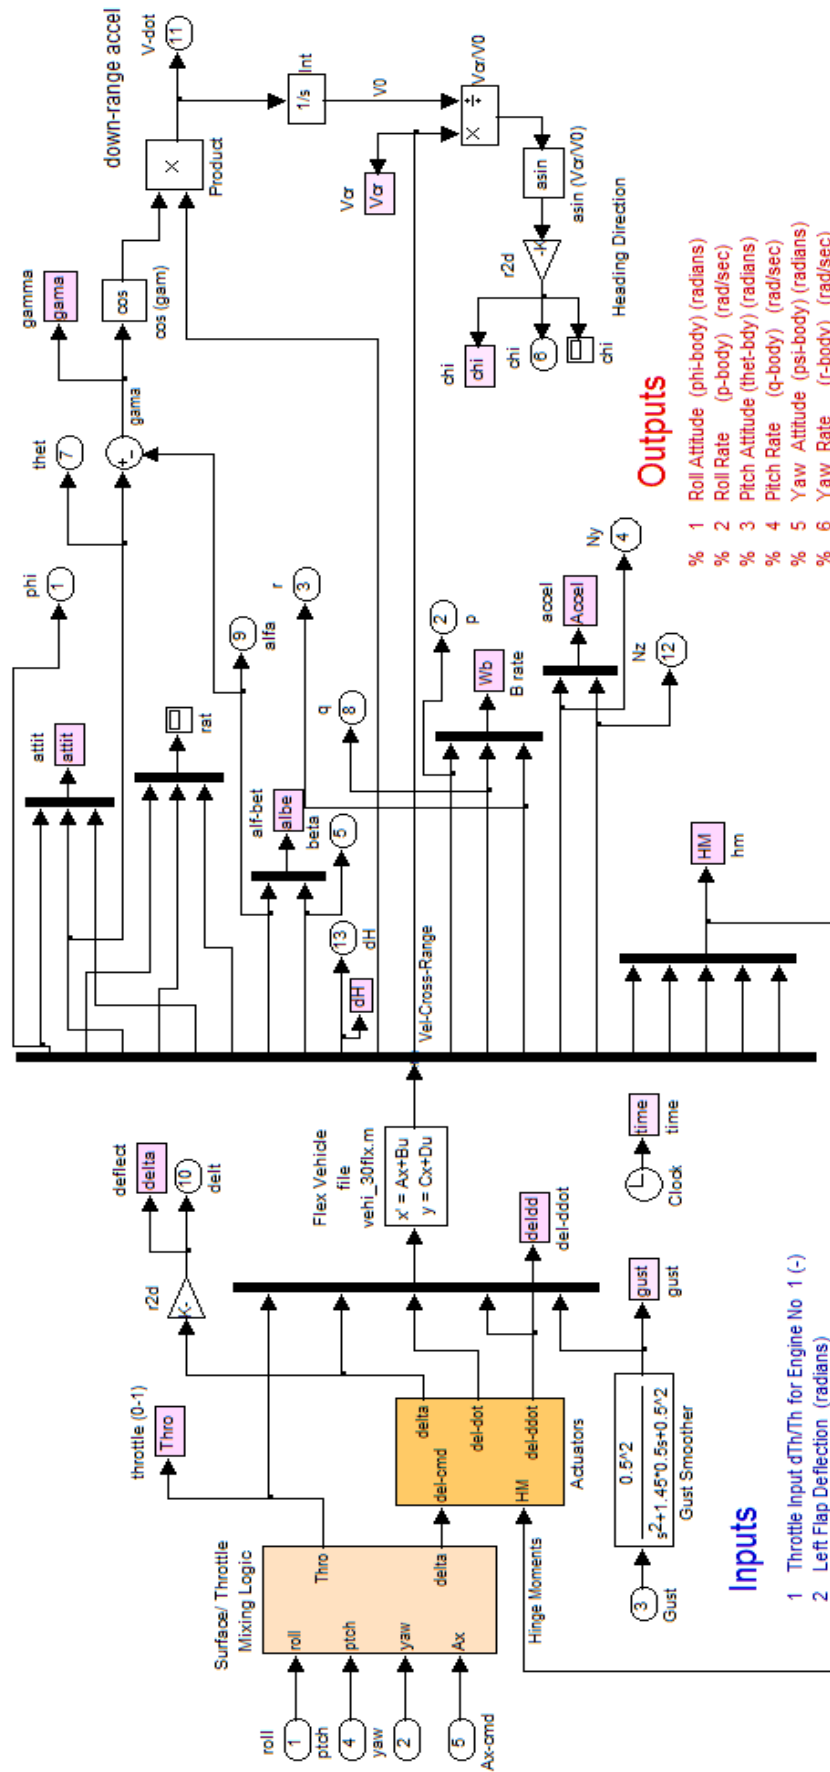 roll
1
ptch
4
yaw
2
5
Ax-cmd
Surface/ Throttle
Mixing Logic
roll
ptch
yaw
Ax
Thro
delta
throttle (0-1)
Thro
del-cmd
HM
delta
del-dot
del-ddot
Actuators
Hinge Moments
3
Gust
0.5^2
s^2+1.45*0.5s+0.5^2
Gust Smoother
gust
gust
r2d
K-
deflect
delta
10
delt
deldd
del-ddot
Flex Vehicle
file
vehi_30flx.m
x' = Ax+Bu
y = Cx+Du
Clock
time
time
phi
1
attit
attit
thet
7
rat
alf-bet
albe
beta
5
9
alfa
13
dH
dH
r
3
q
8
Vel-Cross-Range
2
p
Wb
B rate
accel
Accel
Ny
4
Nz
12
HM
hm
+-
gama
gamma
gama
cos
cos (gam)
×
Product
down-range accel
V-dot
11
1/s
Int
V0
Vcr
Vcr
×
÷
Vcr/V0
asin
asin (Vcr/V0)
r2d
-K
Heading Direction
chi
chi
chi
6
chi
Inputs
1 Throttle Input dTh/Th for Engine No 1 (-)
2 Left Flap Deflection (radians)
Outputs
% 1 Roll Attitude (phi-body) (radians)
% 2 Roll Rate (p-body) (rad/sec)
% 3 Pitch Attitude (thet-bdy) (radians)
% 4 Pitch Rate (q-body) (rad/sec)
% 5 Yaw Attitude (psi-body) (radians)
% 6 Yaw Rate (r-body) (rad/sec)